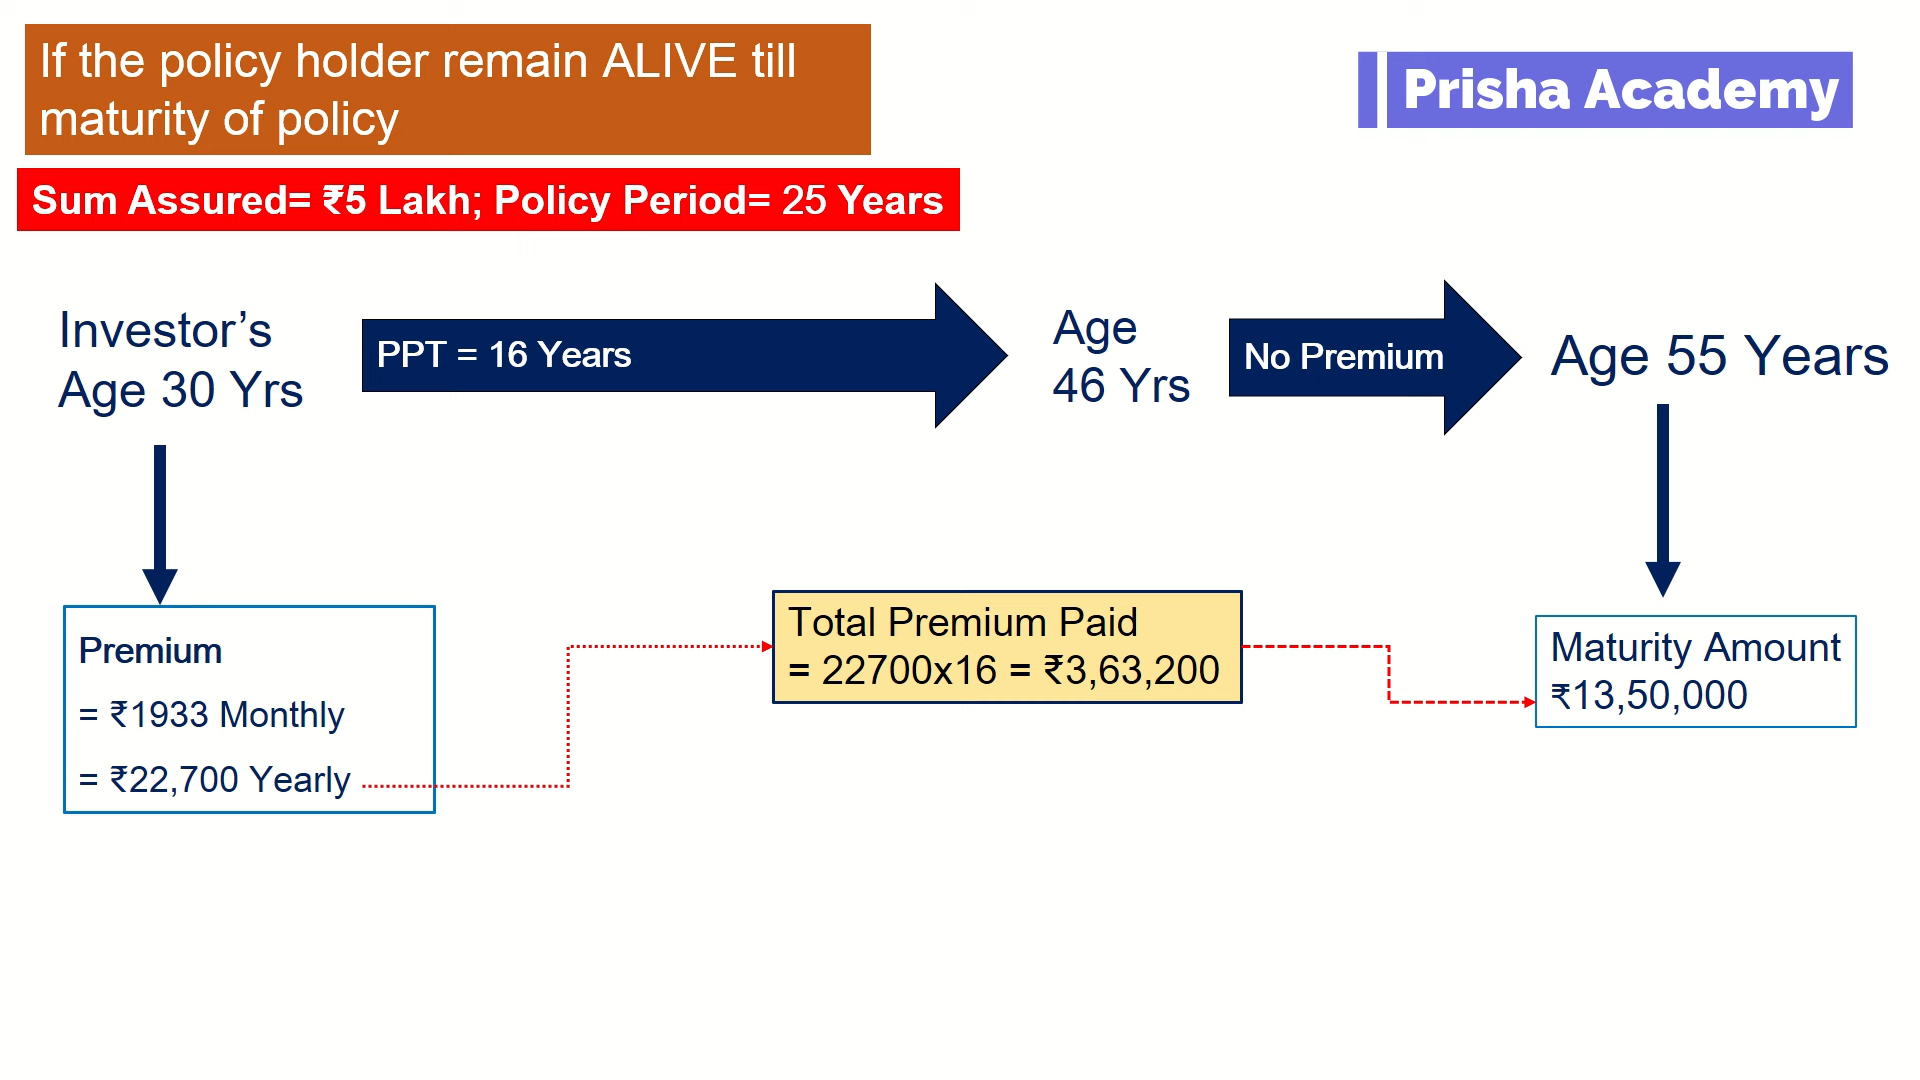 If the policy holder remain ALIVE till
maturity of policy
Prisha Academy
Sum Assured= ₹5 Lakh; Policy Period= 25 Years
Investor’s
Age 30 Yrs
PPT = 16 Years
Age
46 Yrs
No Premium
Age 55 Years
Premium
= ₹1933 Monthly
= ₹22,700 Yearly
Total Premium Paid
= 22700x16 = ₹3,63,200
Maturity Amount
₹13,50,000